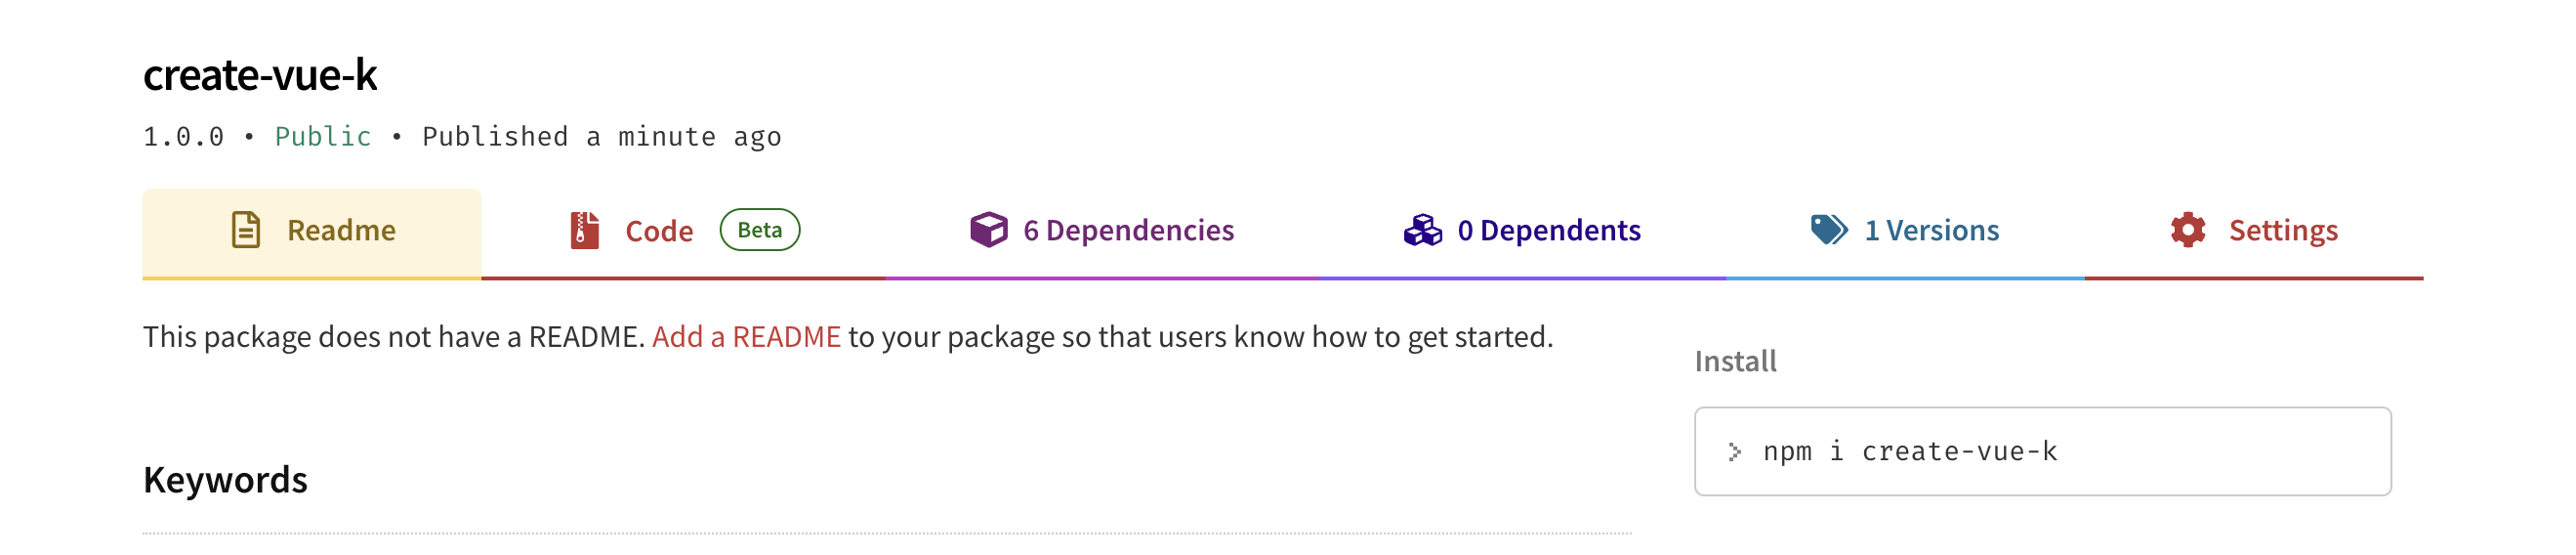 create-vue-k
1.0.0 • Public • Published a minute ago
Readme
Code Beta
6 Dependencies
0 Dependents
1 Versions
Settings
This package does not have a README. Add a README to your package so that users know how to get started.
Install
> npm i create-vue-k
Keywords